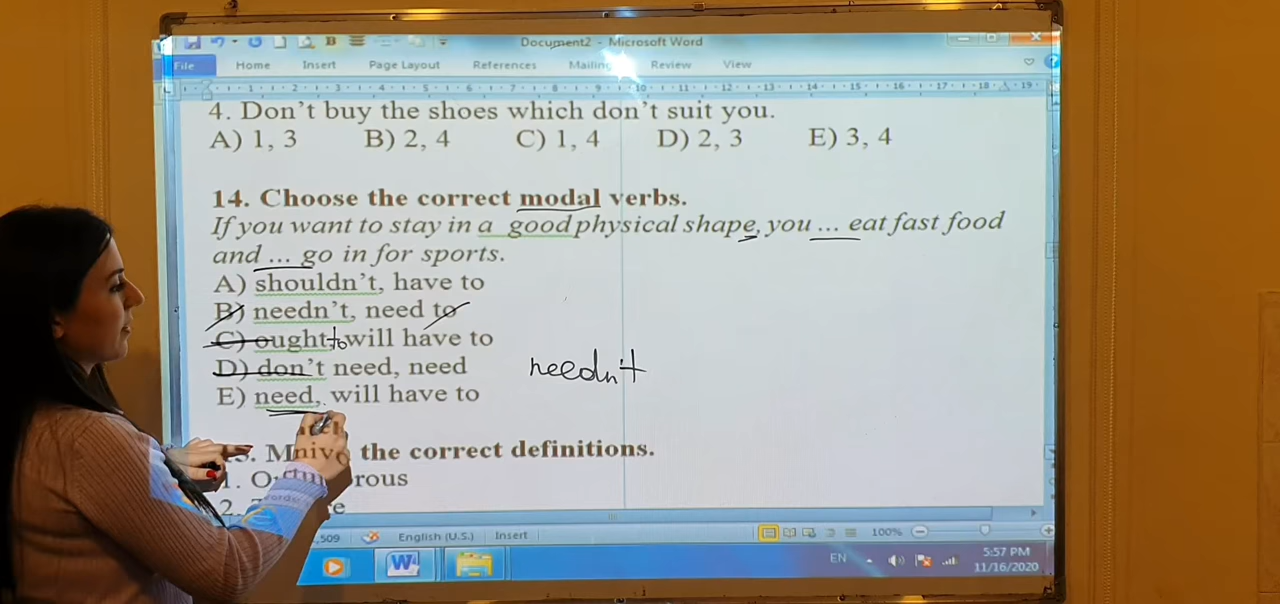 Document2 - Microsoft Word
File Home Insert Page Layout References Mailing Review View
4. Don't buy the shoes which don't suit you.
A) 1, 3 B) 2, 4 C) 1, 4 D) 2, 3 E) 3, 4
14. Choose the correct modal verbs.
If you want to stay in a good physical shape, you ... eat fast food
and ... go in for sports.
A) shouldn't, have to
B) needn't, need to
C) ought to will have to
D) don't need, need
needn't
E) need, will have to
the correct definitions.
1.
rous
2.
509 English (U.S.) Insert 100%
EN 5:57 PM
11/16/2020